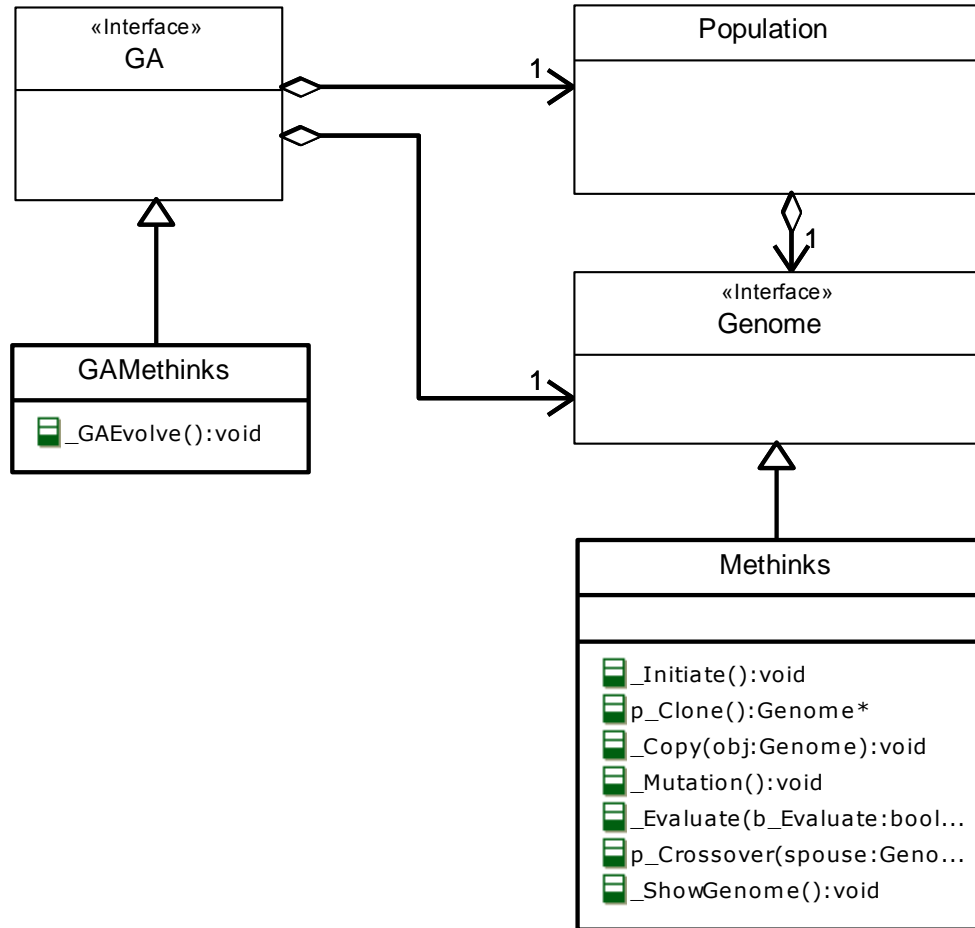 «Interface»
GA
Population
1
1
«Interface»
Genome
1
GAMethinks
_GAEvolve():void
Methinks
_Initiate():void
p_Clone():Genome*
_Copy(obj:Genome):void
_Mutation():void
_Evaluate(b_Evaluate:bool...
p_Crossover(spouse:Geno...
_ShowGenome():void